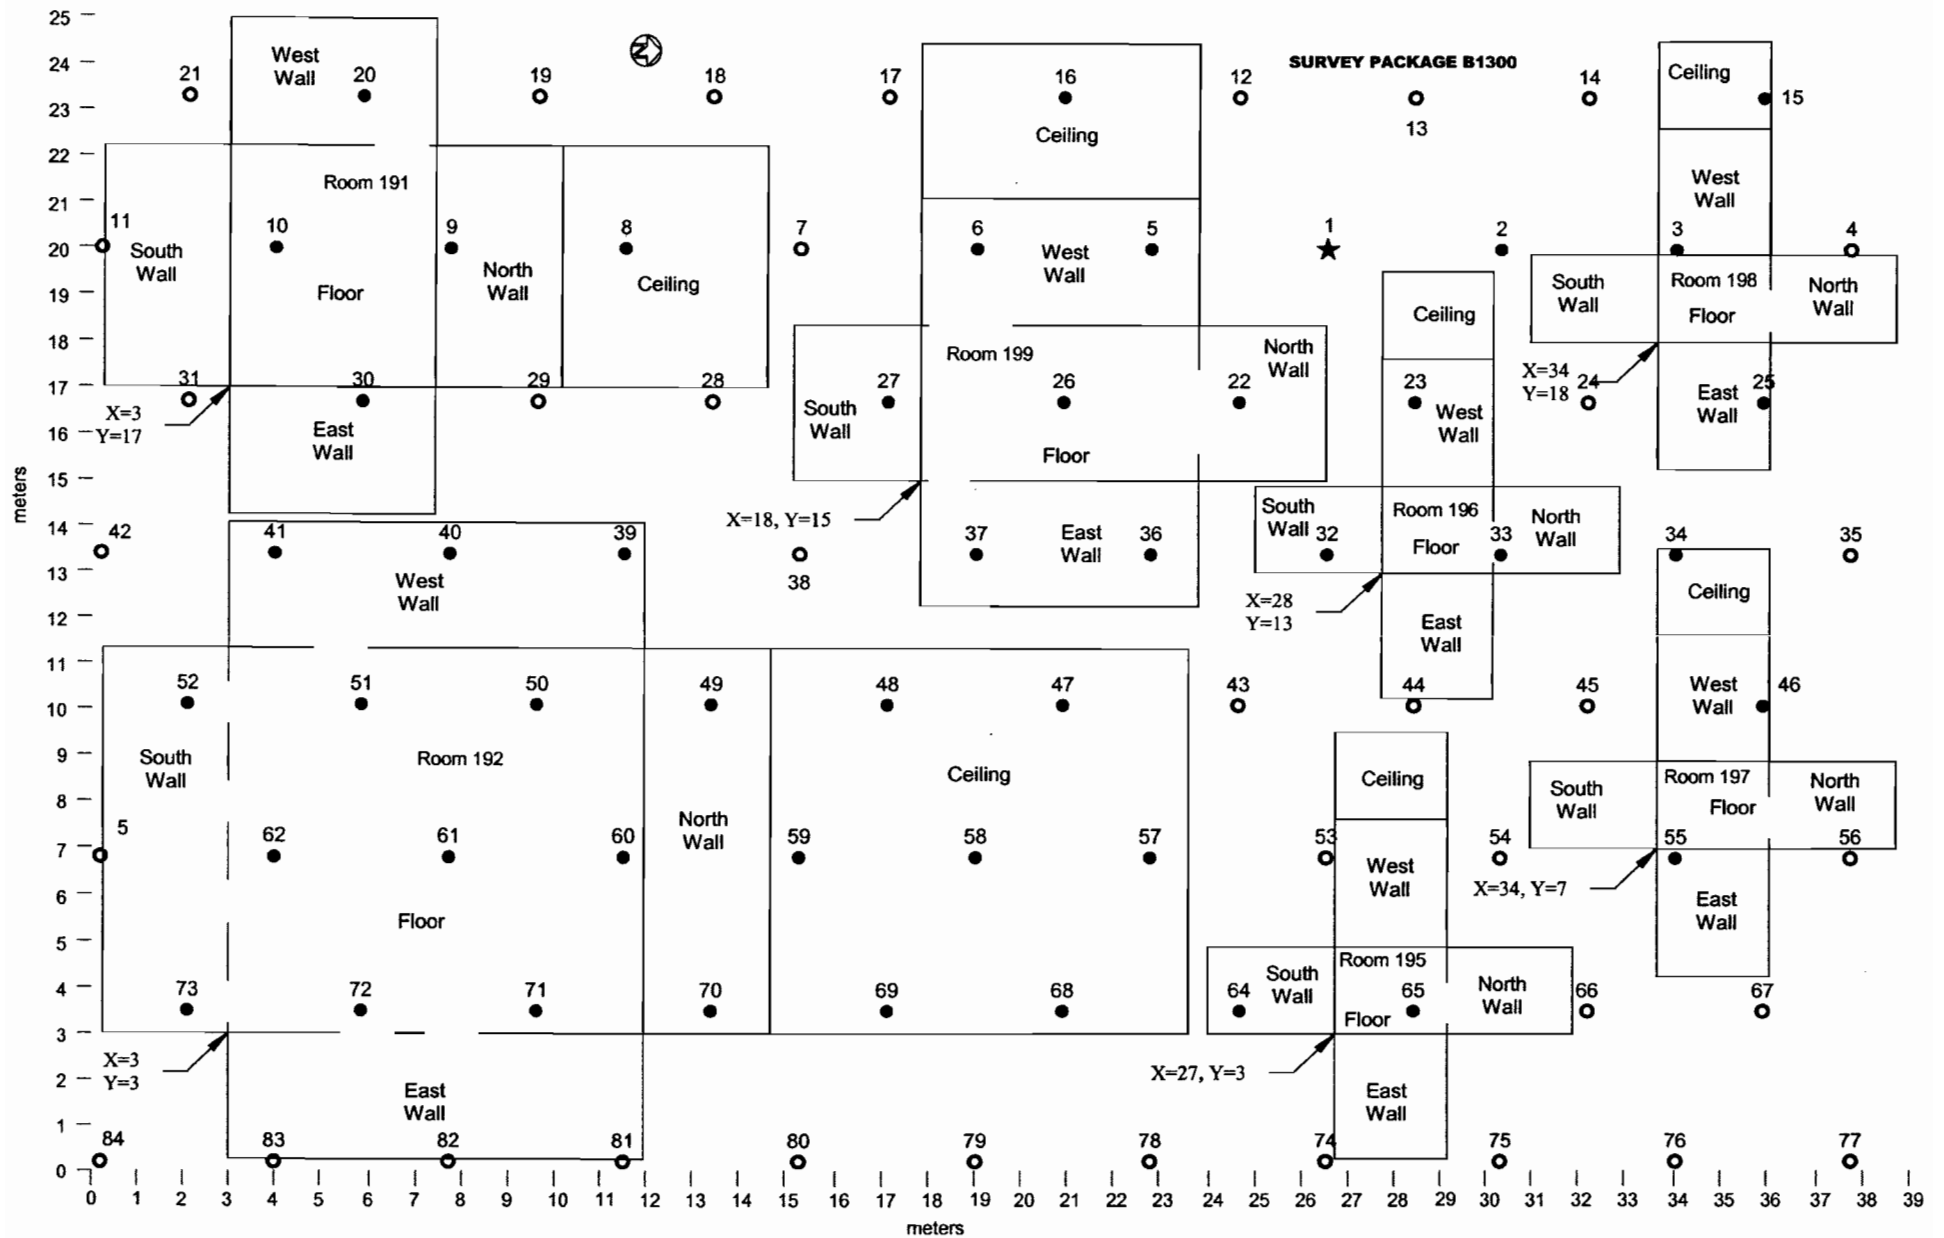 25
24
23
22
21
20
19
18
17
16
15
14
13
12
11
10
9
8
7
6
5
4
3
2
1
0
meters
N
SURVEY PACKAGE B1300
21
West
Wall
20
19
18
17
16
Ceiling
12
13
14
Ceiling
15
West
Wall
Room 191
11
South
Wall
10
Floor
9
North
Wall
8
Ceiling
7
6
5
West
Wall
1
2
3
4
South
Wall
Room 198
Floor
North
Wall
31
30
29
28
X=3
Y=17
East
Wall
Room 199
North
Wall
27
26
22
South
Wall
Floor
X=18, Y=15
Ceiling
23
West
Wall
X=34
Y=18
24
25
East
Wall
42
41
40
39
West
Wall
38
37
East
Wall
36
South
Wall
32
Room 196
Floor
33
North
Wall
34
35
X=28
Y=13
East
Wall
Ceiling
52
51
50
49
48
47
43
44
45
West
Wall
46
South
Wall
Room 192
North
Wall
Ceiling
Ceiling
South
Wall
Room 197
Floor
North
Wall
5
62
61
60
59
58
57
53
54
55
56
West
Wall
X=34, Y=7
East
Wall
Floor
73
72
71
70
69
68
64
South
Wall
Room 195
65
Floor
North
Wall
66
67
X=3
Y=3
X=27, Y=3
East
Wall
East
Wall
84
83
82
81
80
79
78
74
75
76
77
0 1 2 3 4 5 6 7 8 9 10 11 12 13 14 15 16 17 18 19 20 21 22 23 24 25 26 27 28 29 30 31 32 33 34 35 36 37 38 39
meters